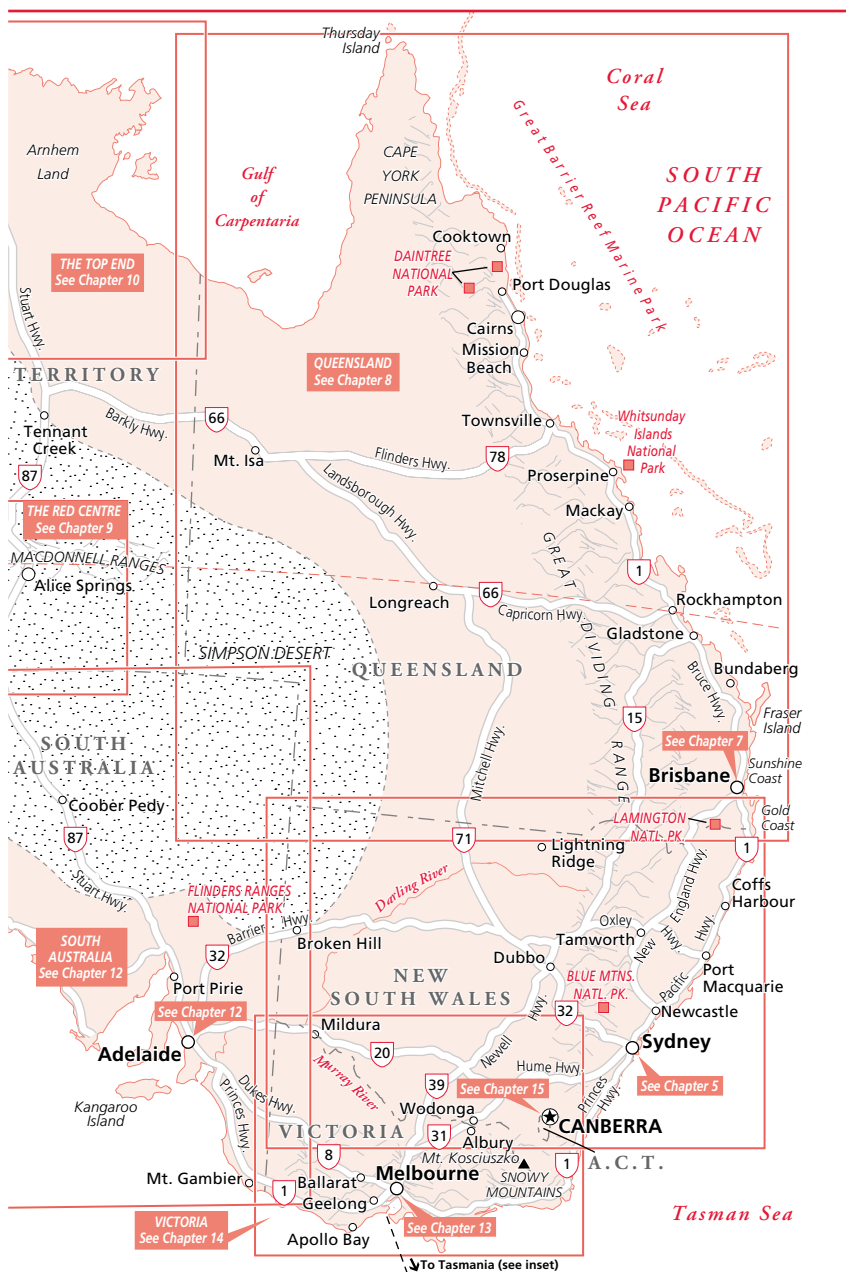 Thursday
Island
Coral
Sea
Great Barrier Reef Marine Park
Arnhem
Land
CAPE
YORK
PENINSULA
Gulf
of
Carpentaria
SOUTH
PACIFIC
OCEAN
Cooktown
DAINTREE
NATIONAL
PARK
THE TOP END
See Chapter 10
Port Douglas
Stuart Hwy.
Cairns
Mission
Beach
QUEENSLAND
See Chapter 8
TERRITORY
Barkly Hwy.
66
Townsville
Whitsunday
Islands
National
Park
Tennant
Creek
Mt. Isa
Flinders Hwy.
78
87
Landsborough Hwy.
Proserpine
Mackay
THE RED CENTRE
See Chapter 9
MACDONNELL RANGES
Alice Springs
GREAT DIVIDING RANGE
1
Longreach
66
Capricorn Hwy.
Rockhampton
Gladstone
SIMPSON DESERT
QUEENSLAND
Bundaberg
Bruce Hwy.
Fraser
Island
15
SOUTH
AUSTRALIA
See Chapter 7
Mitchell Hwy.
Sunshine
Coast
Brisbane
Coober Pedy
Gold
Coast
LAMINGTON
NATL. PK.
87
71
Lightning
Ridge
1
Stuart Hwy.
Darling River
New England Hwy.
Coffs
Harbour
FLINDERS RANGES
NATIONAL PARK
Barrier Hwy.
Oxley Hwy.
Broken Hill
Tamworth
SOUTH
AUSTRALIA
See Chapter 12
32
Dubbo
Pacific Hwy.
Port
Macquarie
NEW
SOUTH WALES
BLUE MTNS.
NATL. PK.
Port Pirie
32
Newcastle
See Chapter 12
Mildura
Sydney
Adelaide
20
Newell Hwy.
Murray River
Hume Hwy.
See Chapter 5
39
See Chapter 15
Princes Hwy.
Dukes Hwy.
Princes Hwy.
Kangaroo
Island
Wodonga
CANBERRA
VICTORIA
31
Albury
8
Mt. Kosciuszko
A.C.T.
Mt. Gambier
Melbourne
SNOWY
MOUNTAINS
1
Ballarat
1
Geelong
VICTORIA
See Chapter 14
See Chapter 13
Tasman Sea
Apollo Bay
To Tasmania (see inset)